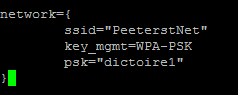 network={
ssid="PeeterstNet"
key_mgmt=WPA-PSK
psk="dictoire1"
}